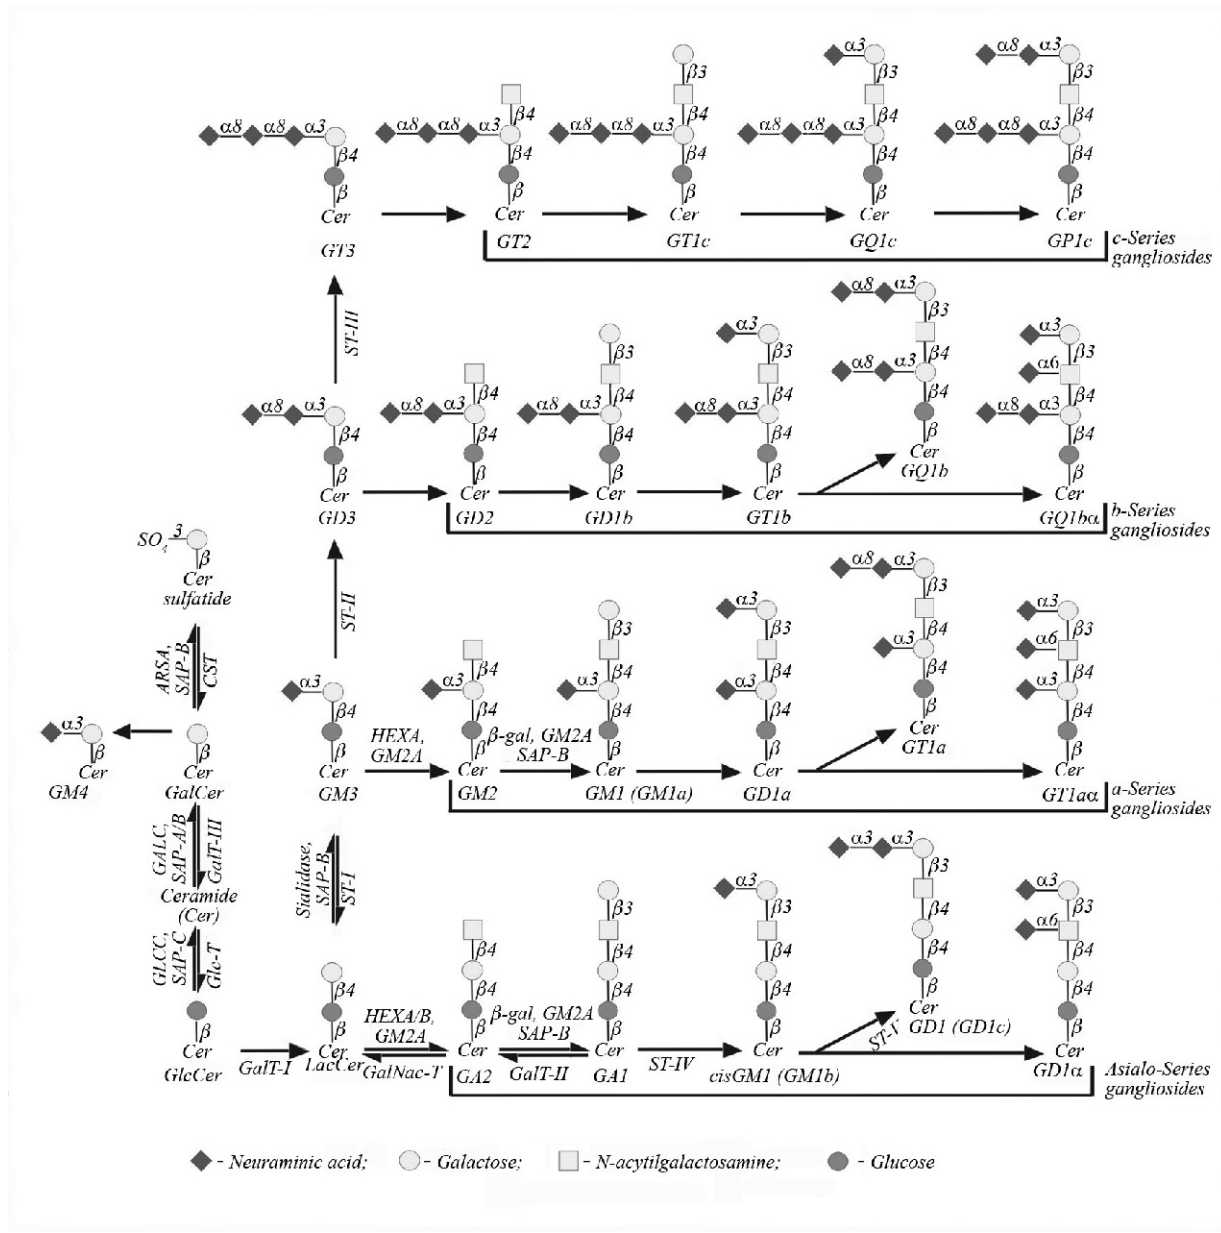 α3
α8 α3
β3 β3 β3
α8 α8 α3 α8 α8 α3 α8 α8 α3 α8 α8 α3 α8 α8 α3
β4 β4 β4 β4
β4 β4 β4 β4 β4
β β β β β
Cer Cer Cer Cer Cer
GT3 GT2 GT1c GQ1c GP1c
c-Series
gangliosides
ST-III
α8 α3
β3
α3 α3
β3 β3 β3
α8 α3 β4 α6
α8 α3 α8 α3 α8 α3 α8 α3 α8 α3
β4 β4 β4 β4
β4 β4 β4 β4 β4 β4
β β β β β β
Cer Cer Cer Cer Cer Cer
GD3 GD2 GD1b GT1b GQ1b GQ1bα
b-Series
gangliosides
SO4 3
β
Cer
sulfatide
ST-II
ARSA,
SAP-B
CST
α8 α3
β3
α3 α3
β3 β3 β3
α3 β4 α6
α3 α3 α3 α3 α3
β4 β4 β4 β4
β4 β4 β4 β4 β4 β4
β β β β β β
α3
β β
Cer Cer
GM4 GalCer
HEXA,
GM2A
β-gal, GM2A
SAP-B
Cer Cer Cer Cer Cer Cer
GM3 GM2 GM1 (GM1a) GD1a GT1a GT1aα
a-Series
gangliosides
GALC,
SAP-A/B
GalT-III
Ceramide
(Cer)
Sialidase,
SAP-B
ST-I
GLCC,
SAP-C
Glc-T
α3 α3
β3
α3 α3
β3 β3 β3
β4 α6
β4 β4 β4 β4
β4 β4 β4 β4 β4 β4
β β β β β β β
HEXA/B,
GM2A
β-gal, GM2A
SAP-B
Cer Cer Cer Cer Cer Cer Cer
GlcCer GalT-I LacCer GalNac-T GA2 GalT-II GA1 ST-IV cisGM1 (GM1b) ST-V GD1 (GD1c) GD1α
Asialo-Series
gangliosides
- Neuraminic acid; - Galactose; - N-acytilgalactosamine; - Glucose